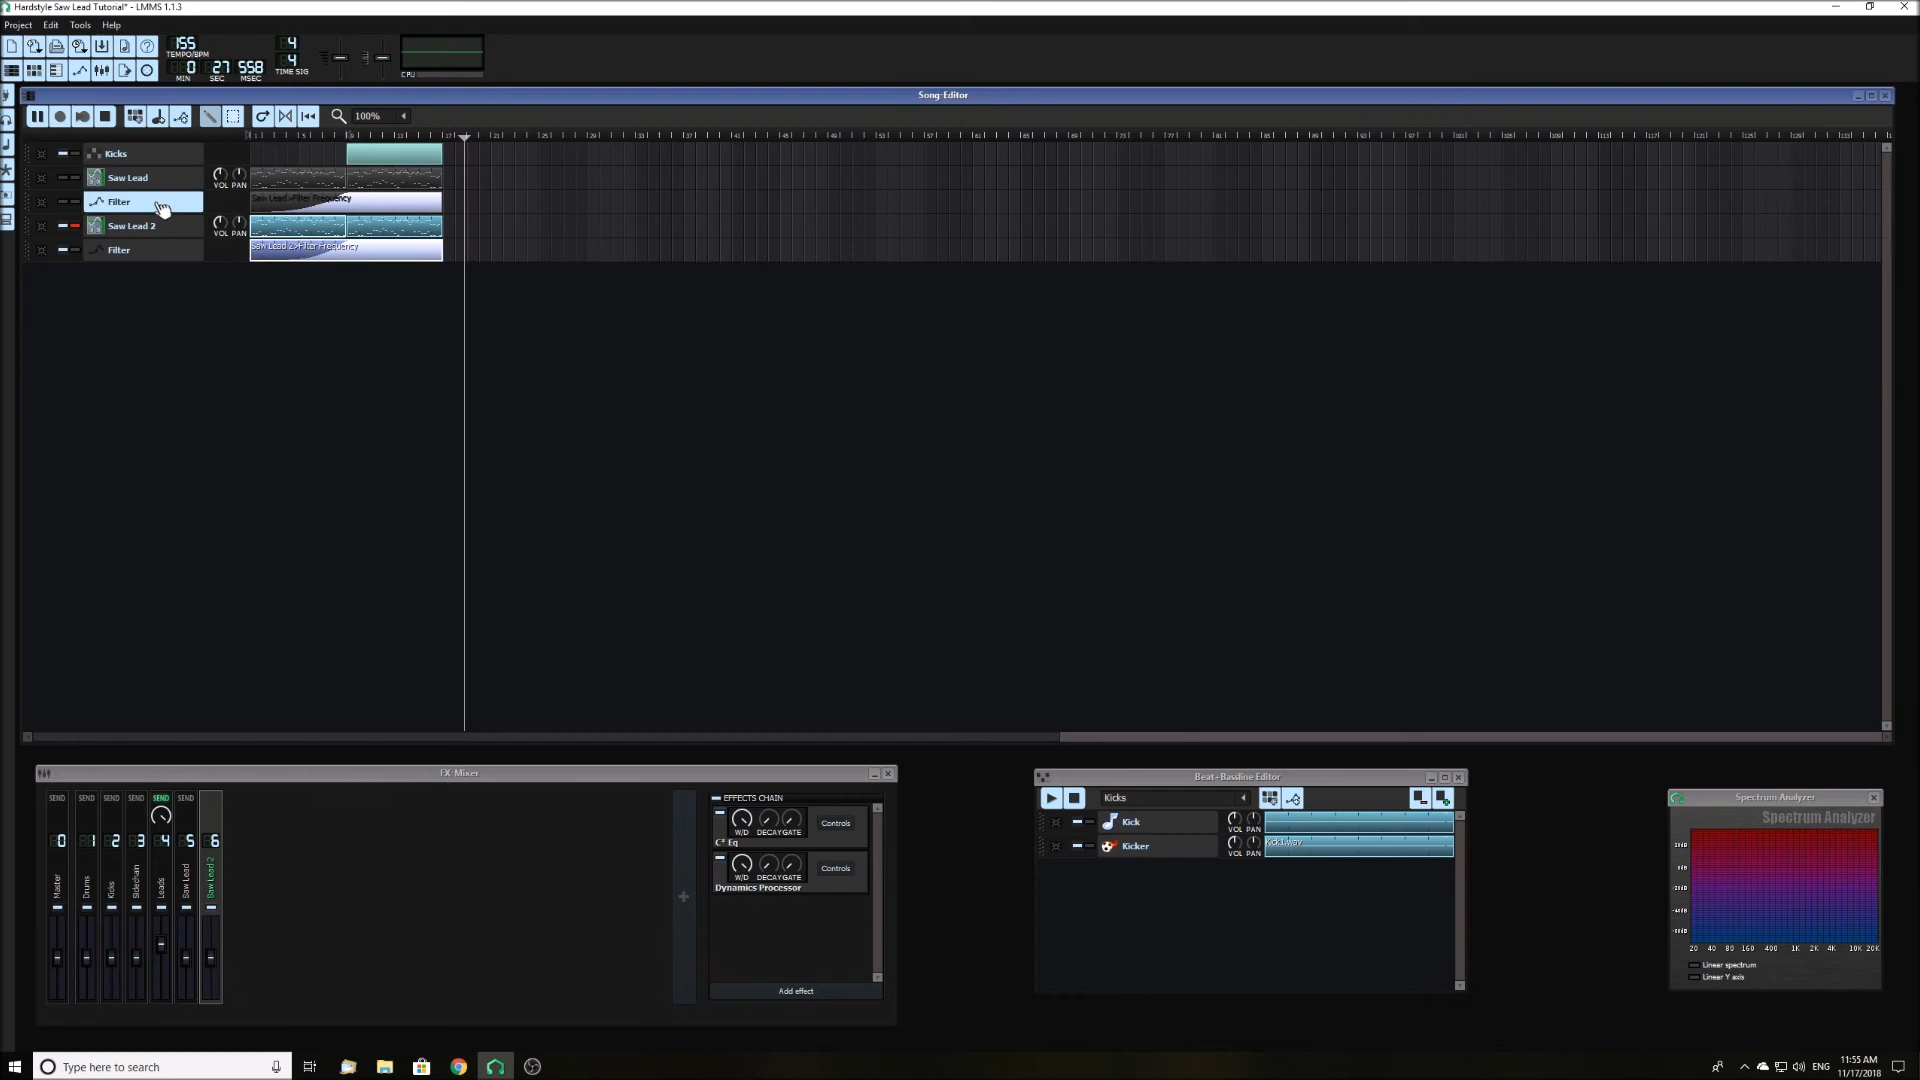 Hardstyle Saw Lead Tutorial* - LMMS 1.1.3
Project Edit Tools Help
155
TEMPO/BPM
0 27 558
MIN SEC MSEC
4
4
TIME SIG
CPU
Song-Editor
100%
Kicks
Saw Lead
VOL PAN
Filter
Saw Lead>Filter Frequency
Saw Lead 2
VOL PAN
Filter
Saw Lead 2>Filter Frequency
FX-Mixer
SEND SEND SEND SEND SEND SEND
0 1 2 3 4 5 6
Master
Drums
Kicks
Sidechain
Leads
Saw Lead
Saw Lead 2
EFFECTS CHAIN
W/D DECAY GATE
Controls
C* Eq
W/D DECAY GATE
Controls
Dynamics Processor
Add effect
Beat+Bassline Editor
Kicks
Kick
VOL PAN
Kicker
VOL PAN
Kick1.wav
Spectrum Analyzer
Spectrum Analyzer
20 40 80 160 400 1K 2K 4K 10K 20K
Linear spectrum
Linear Y axis
Type here to search
ENG
11:55 AM
11/17/2018